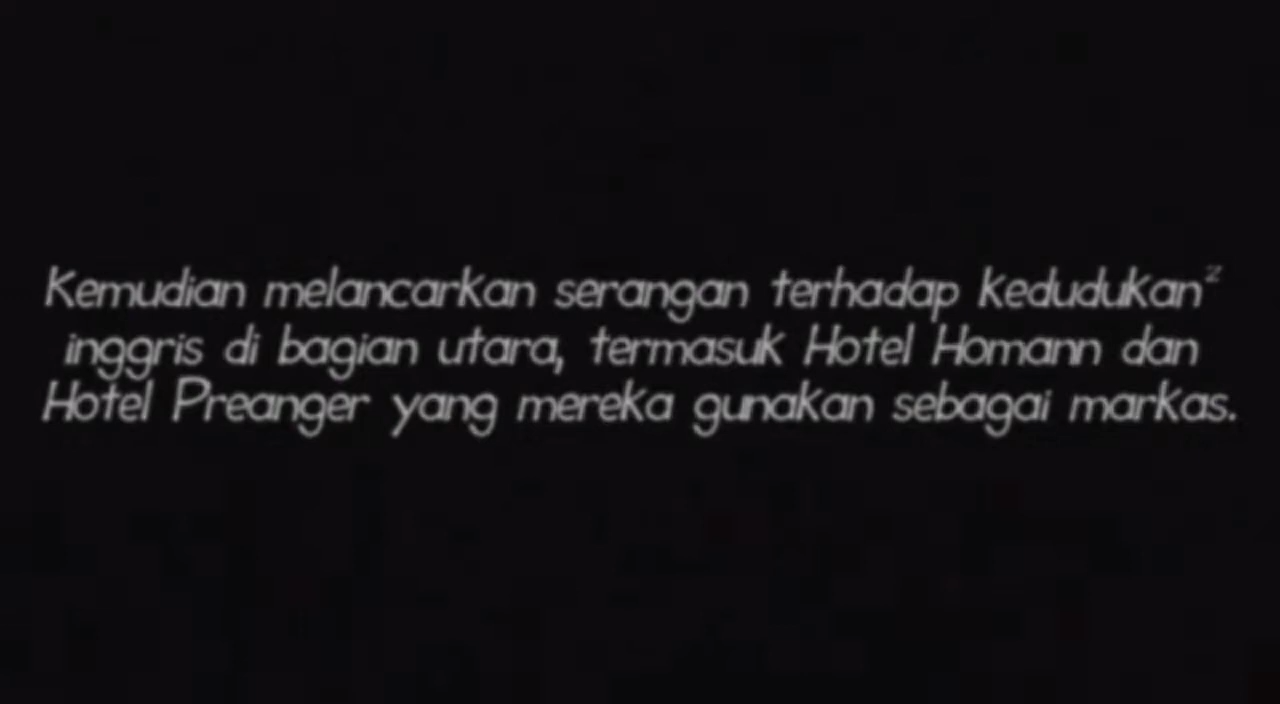 Kemudian melancarkan serangan terhadap kedudukan²
inggris di bagian utara, termasuk Hotel Homann dan
Hotel Preanger yang mereka gunakan sebagai markas.